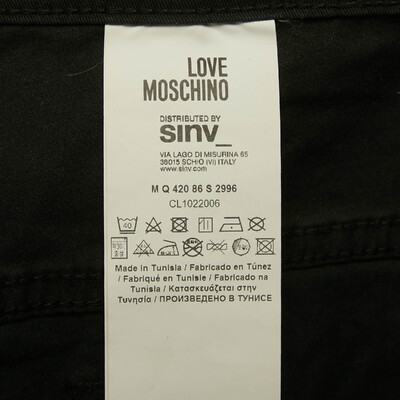 LOVE
MOSCHINO
DISTRIBUTED BY
sinv_
VIA LAGO DI MISURINA 65
36015 SCHIO (VI) ITALY
www.sinv.com
M Q 420 86 S 2996
CL1022006
40
Made in Tunisia / Fabricado en Túnez
/ Fabriqué en Tunisie / Fabricado na
Tunísia / Κατασκευάζεται στην
Τυνησία / ПРОИЗВЕДЕНО В ТУНИСЕ